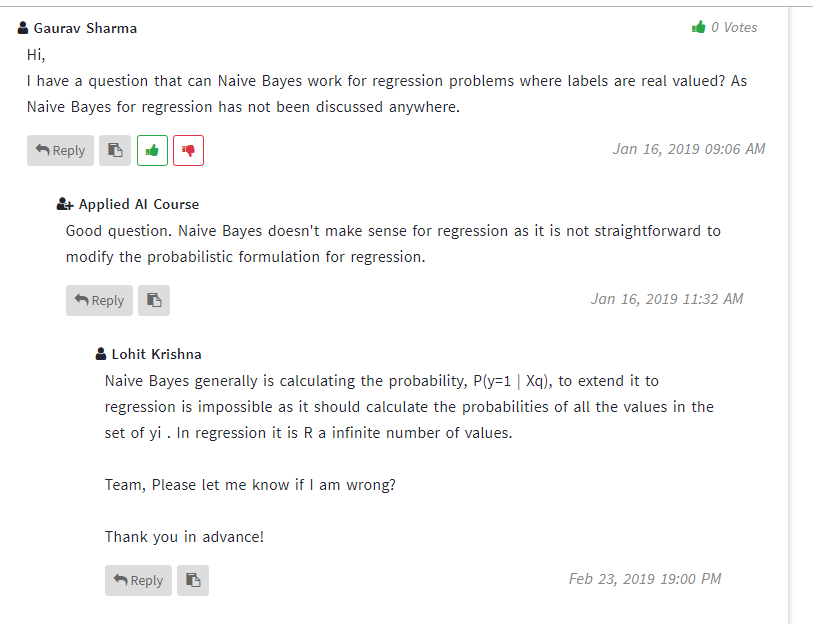 Gaurav Sharma
0 Votes
Hi,
I have a question that can Naive Bayes work for regression problems where labels are real valued? As
Naive Bayes for regression has not been discussed anywhere.
Reply
Jan 16, 2019 09:06 AM
Applied AI Course
Good question. Naive Bayes doesn't make sense for regression as it is not straightforward to
modify the probabilistic formulation for regression.
Reply
Jan 16, 2019 11:32 AM
Lohit Krishna
Naive Bayes generally is calculating the probability, P(y=1 | Xq), to extend it to
regression is impossible as it should calculate the probabilities of all the values in the
set of yi . In regression it is R a infinite number of values.
Team, Please let me know if I am wrong?
Thank you in advance!
Reply
Feb 23, 2019 19:00 PM